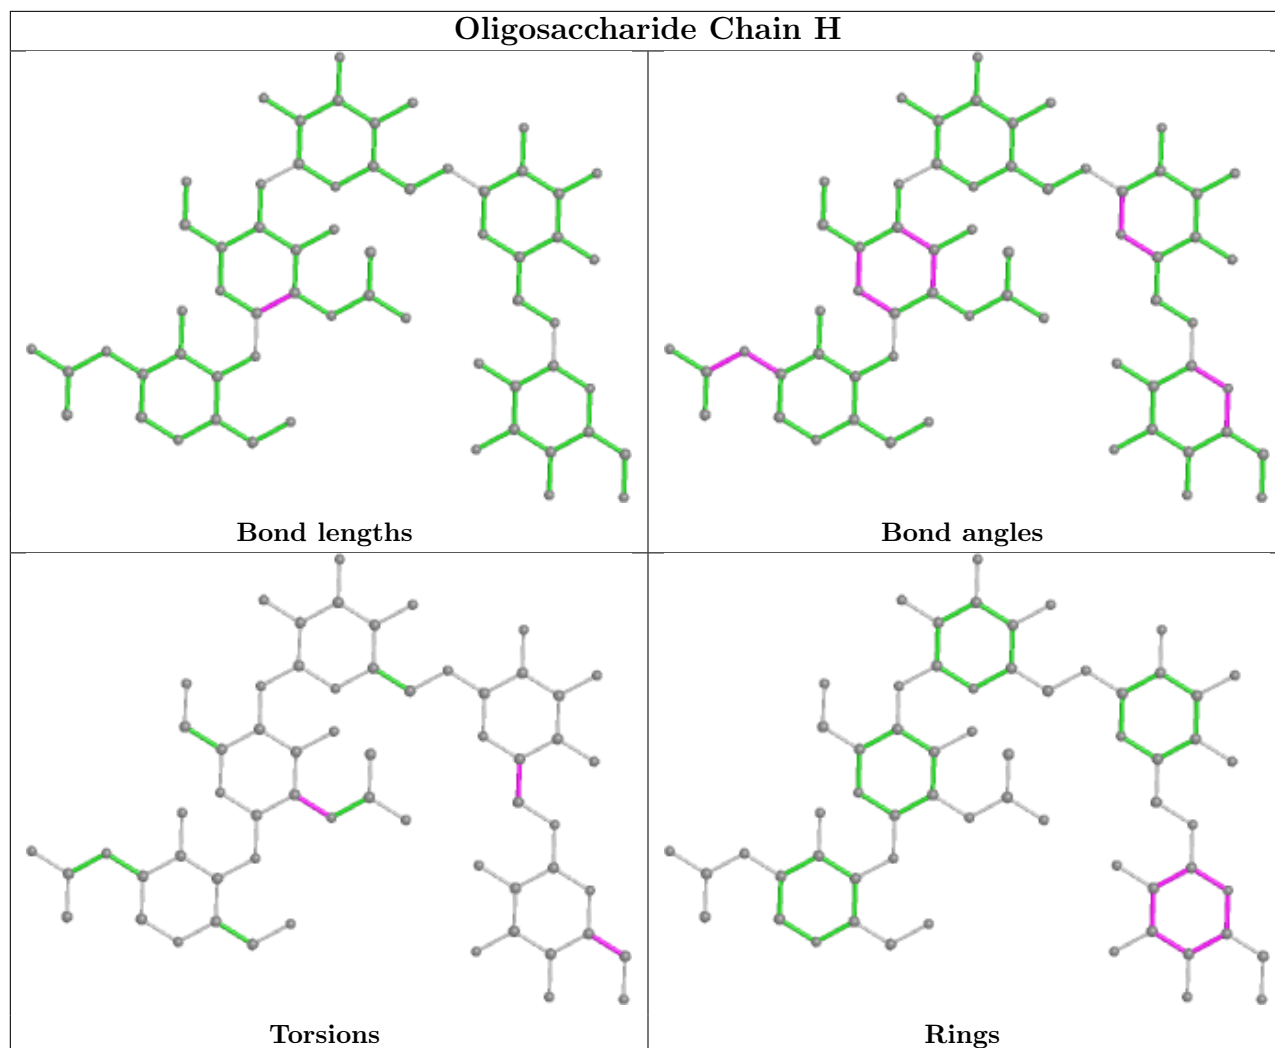 Oligosaccharide Chain H
Bond lengths
Bond angles
Torsions
Rings